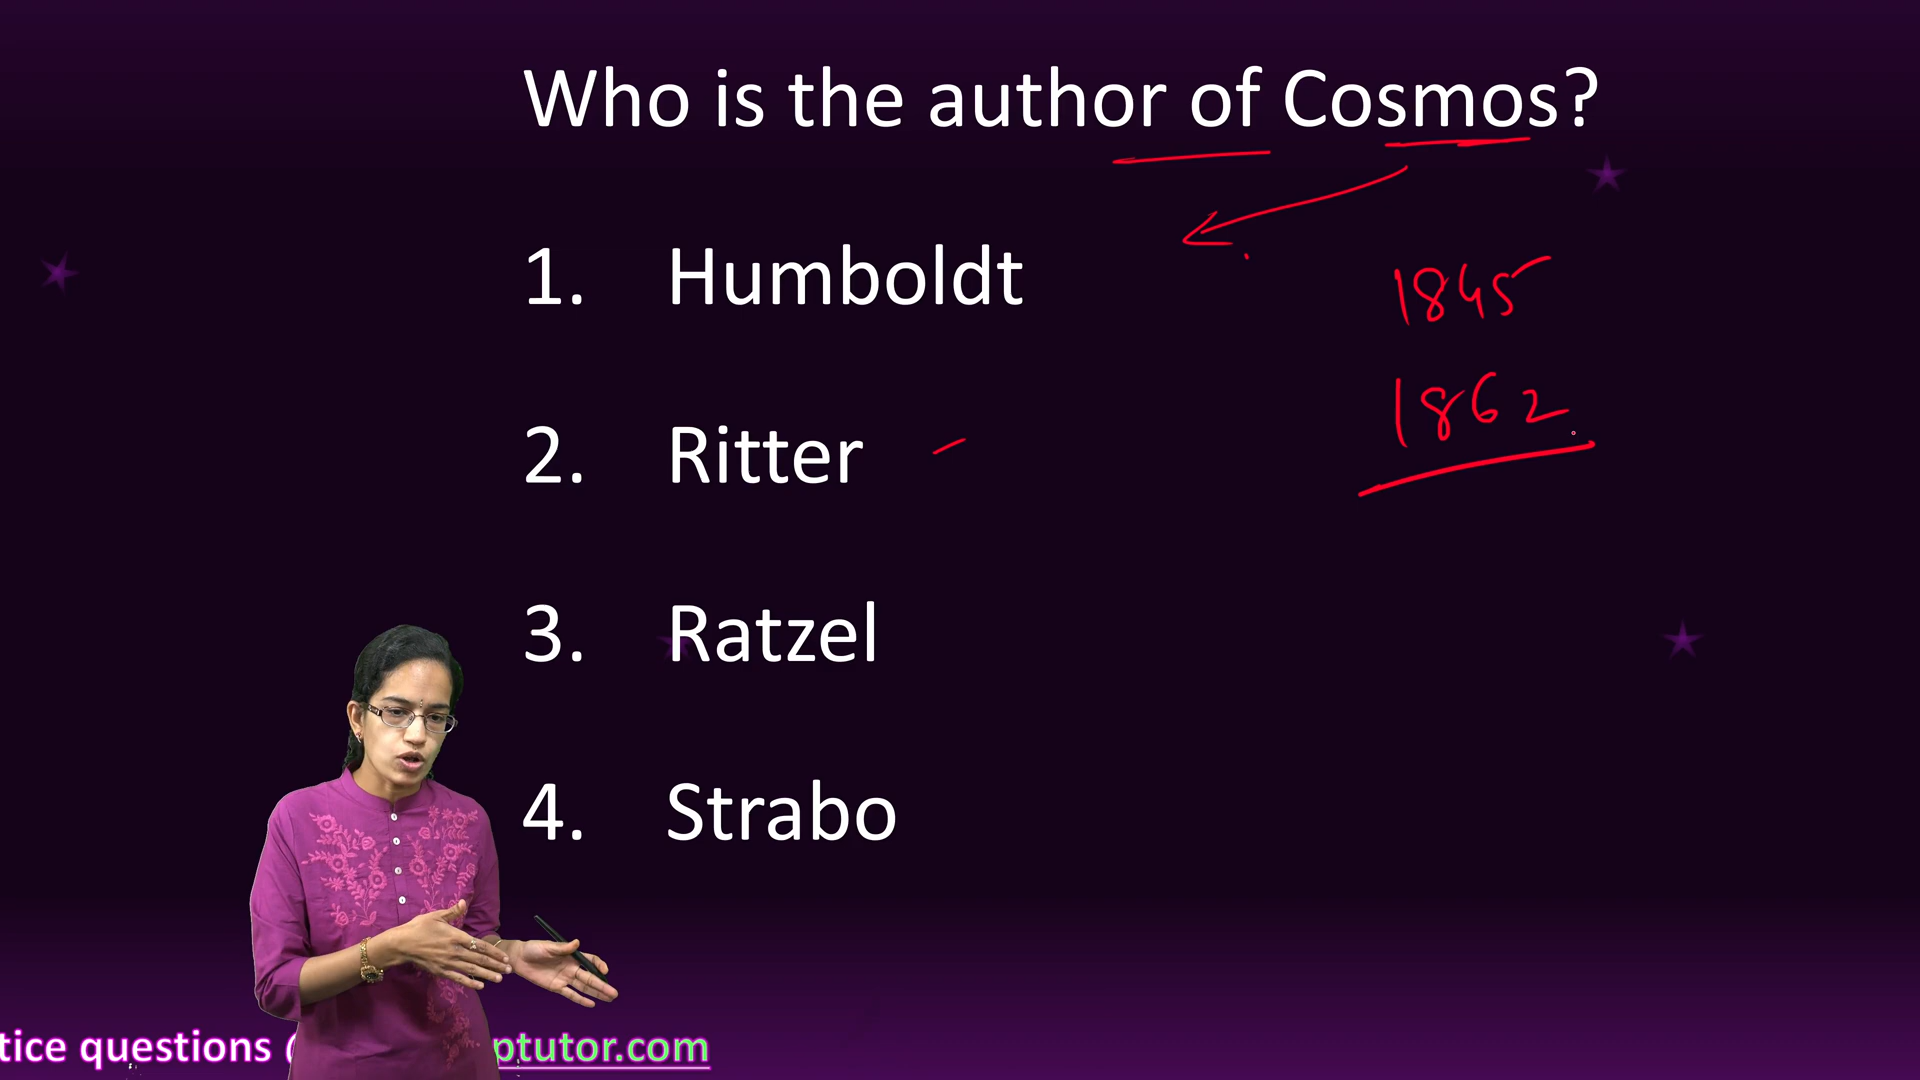 Who is the author of Cosmos?
1. Humboldt
1845
2. Ritter
1862
3. Ratzel
4. Strabo
tice questions ptutor.com